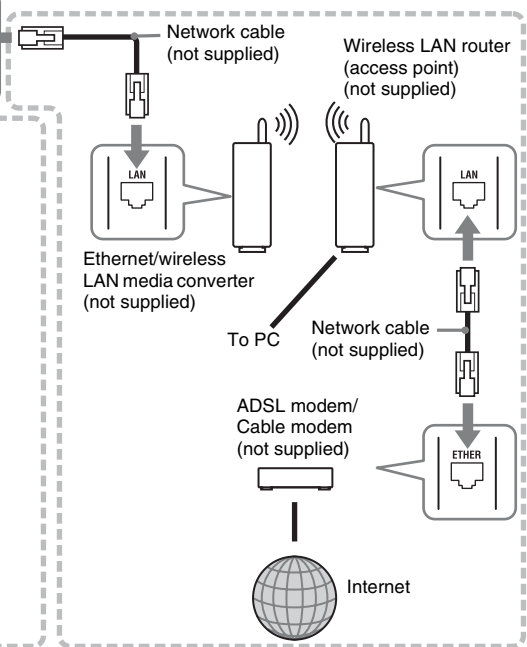 Network cable
(not supplied)
Wireless LAN router
(access point)
(not supplied)
LAN
LAN
Ethernet/wireless
LAN media converter
(not supplied)
To PC
Network cable
(not supplied)
ADSL modem/
Cable modem
(not supplied)
ETHER
Internet